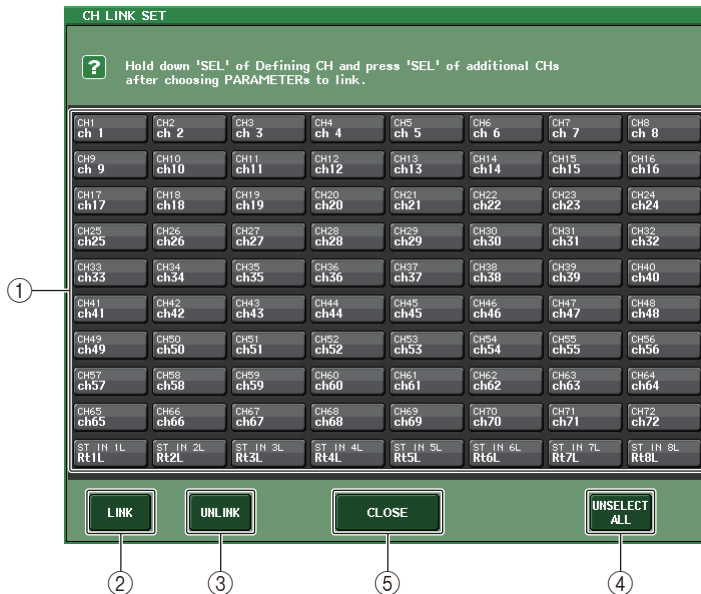 CH LINK SET
? Hold down 'SEL' of Defining CH and press 'SEL' of additional CHs
after choosing PARAMETERs to link.
CH1 CH2 CH3 CH4 CH5 CH6 CH7 CH8
ch 1 ch 2 ch 3 ch 4 ch 5 ch 6 ch 7 ch 8
CH9 CH10 CH11 CH12 CH13 CH14 CH15 CH16
ch 9 ch10 ch11 ch12 ch13 ch14 ch15 ch16
CH17 CH18 CH19 CH20 CH21 CH22 CH23 CH24
ch17 ch18 ch19 ch20 ch21 ch22 ch23 ch24
CH25 CH26 CH27 CH28 CH29 CH30 CH31 CH32
ch25 ch26 ch27 ch28 ch29 ch30 ch31 ch32
CH33 CH34 CH35 CH36 CH37 CH38 CH39 CH40
ch33 ch34 ch35 ch36 ch37 ch38 ch39 ch40
①
CH41 CH42 CH43 CH44 CH45 CH46 CH47 CH48
ch41 ch42 ch43 ch44 ch45 ch46 ch47 ch48
CH49 CH50 CH51 CH52 CH53 CH54 CH55 CH56
ch49 ch50 ch51 ch52 ch53 ch54 ch55 ch56
CH57 CH58 CH59 CH60 CH61 CH62 CH63 CH64
ch57 ch58 ch59 ch60 ch61 ch62 ch63 ch64
CH65 CH66 CH67 CH68 CH69 CH70 CH71 CH72
ch65 ch66 ch67 ch68 ch69 ch70 ch71 ch72
ST IN 1L ST IN 2L ST IN 3L ST IN 4L ST IN 5L ST IN 6L ST IN 7L ST IN 8L
Rt1L Rt2L Rt3L Rt4L Rt5L Rt6L Rt7L Rt8L
LINK UNLINK CLOSE UNSELECT
ALL
② ③ ⑤ ④